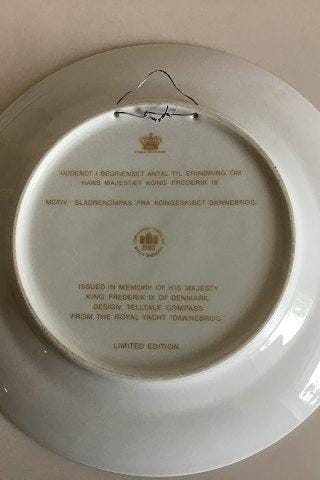 UDSENDT I BEGRÆNSET ANTAL TIL ERINDRING OM
HANS MAJESTÆT KONG FREDERIK IX.
MOTIV: SLADREKOMPAS FRA KONGESKIBET DANNEBROG.
B&G
ISSUED IN MEMORY OF HIS MAJESTY
KING FREDERIK IX OF DENMARK.
DESIGN TELLTALE COMPASS
FROM THE ROYAL YACHT "DANNEBROG"
LIMITED EDITION